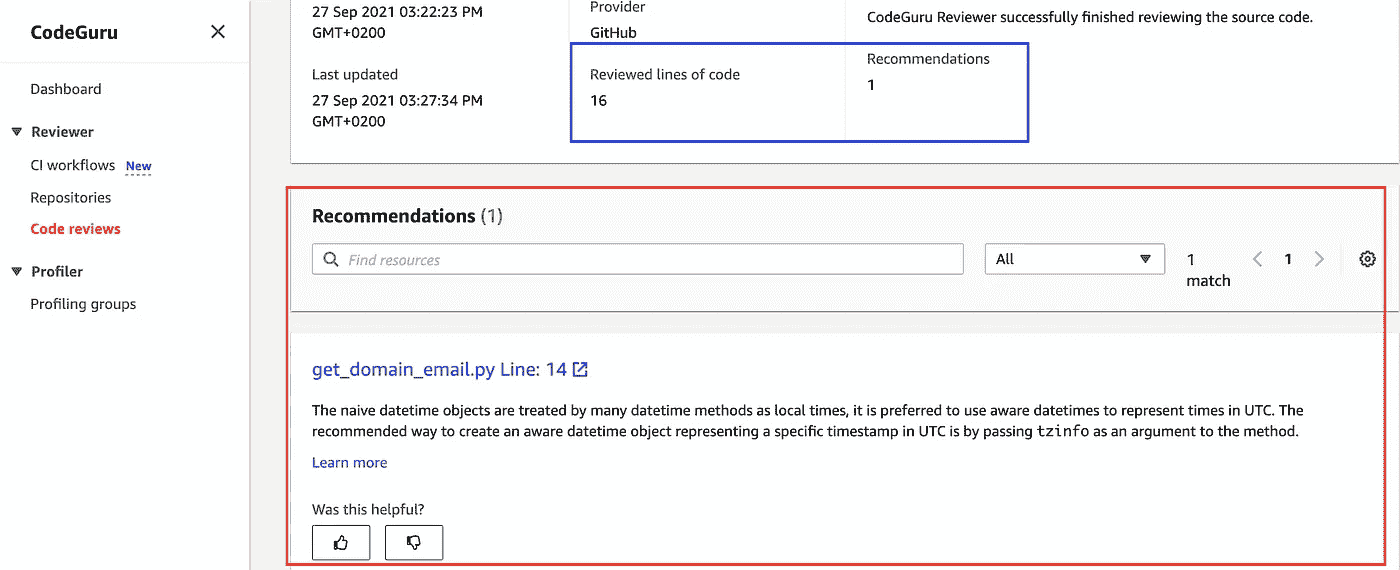 CodeGuru
Dashboard
Reviewer
CI workflows New
Repositories
Code reviews
Profiler
Profiling groups
27 Sep 2021 03:22:23 PM
GMT+0200
Last updated
27 Sep 2021 03:27:34 PM
GMT+0200
Provider
GitHub
Reviewed lines of code
16
CodeGuru Reviewer successfully finished reviewing the source code.
Recommendations
1
Recommendations (1)
Find resources
All
1
match
1
get_domain_email.py Line: 14
The naive datetime objects are treated by many datetime methods as local times, it is preferred to use aware datetimes to represent times in UTC. The
recommended way to create an aware datetime object representing a specific timestamp in UTC is by passing tzinfo as an argument to the method.
Learn more
Was this helpful?